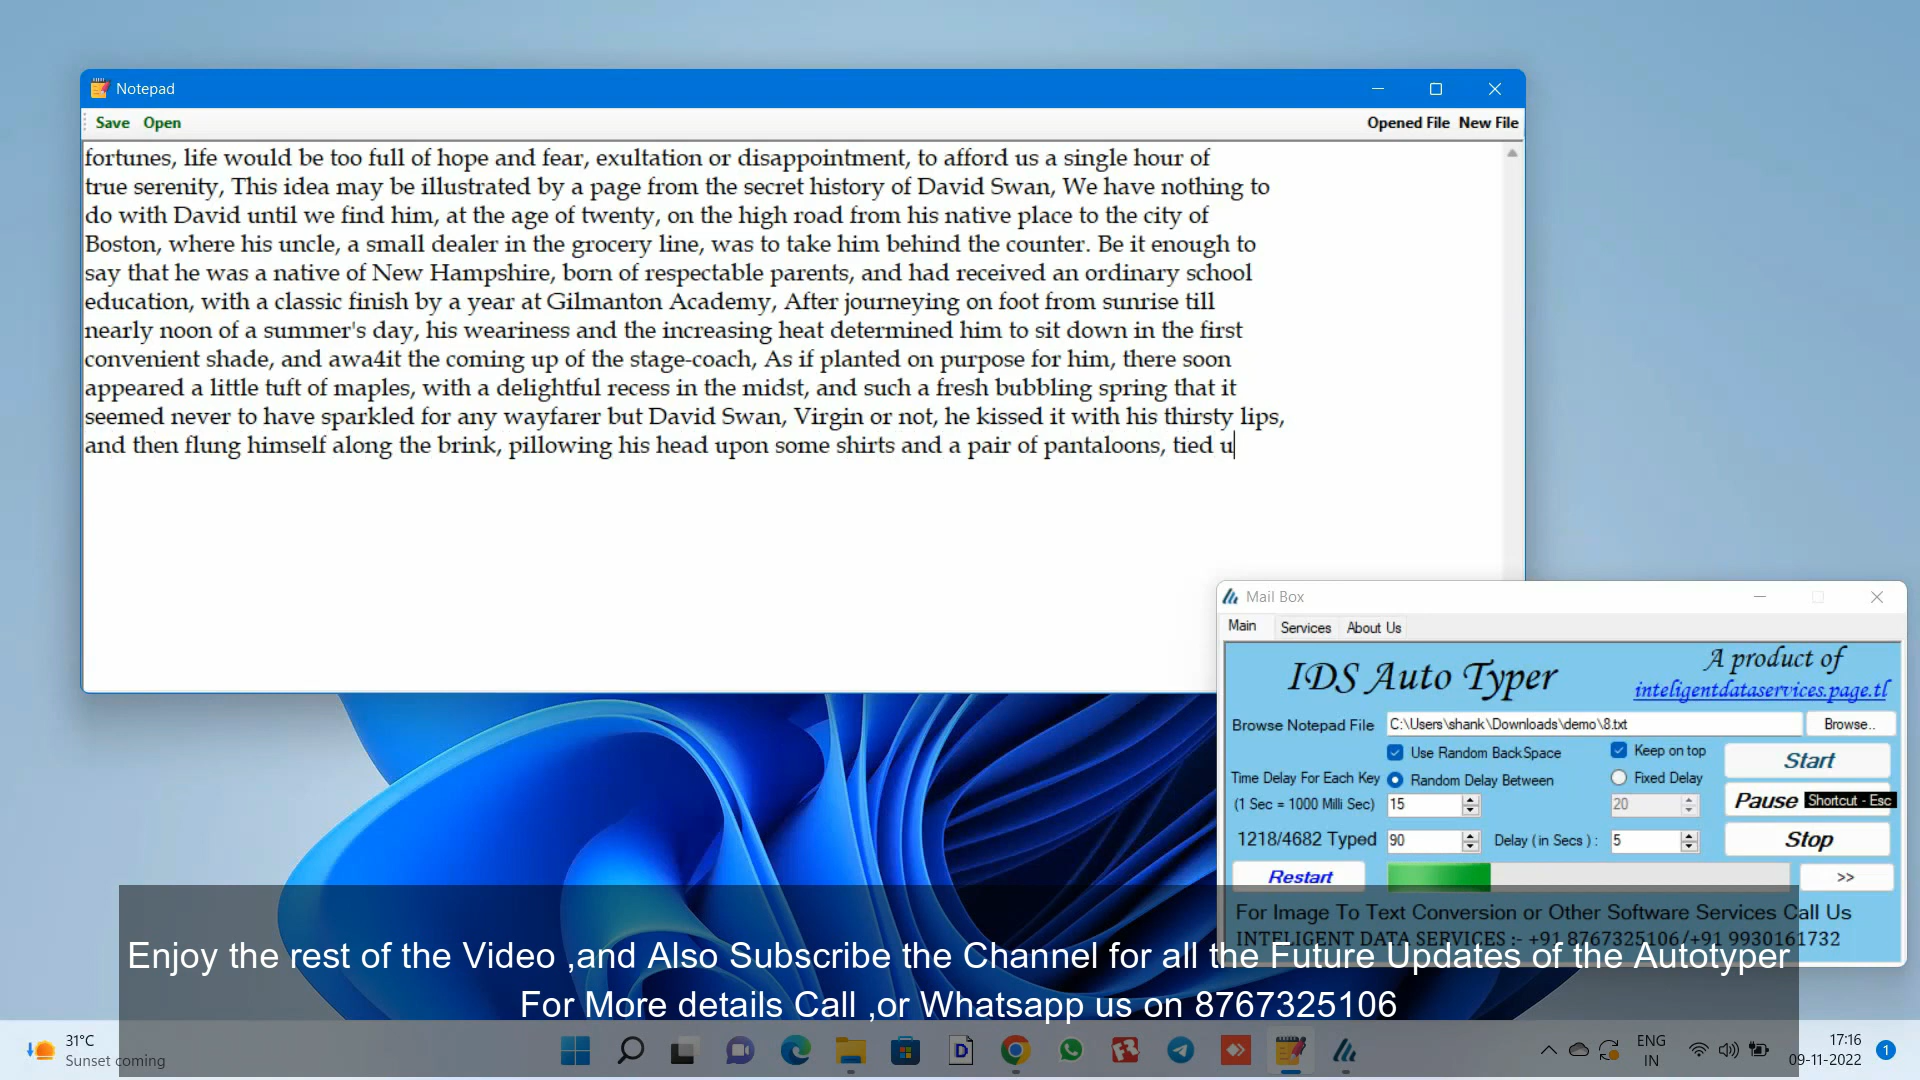 Notepad
Save Open Opened File New File
fortunes, life would be too full of hope and fear, exultation or disappointment, to afford us a single hour of
true serenity, This idea may be illustrated by a page from the secret history of David Swan, We have nothing to
do with David until we find him, at the age of twenty, on the high road from his native place to the city of
Boston, where his uncle, a small dealer in the grocery line, was to take him behind the counter. Be it enough to
say that he was a native of New Hampshire, born of respectable parents, and had received an ordinary school
education, with a classic finish by a year at Gilmanton Academy, After journeying on foot from sunrise till
nearly noon of a summer's day, his weariness and the increasing heat determined him to sit down in the first
convenient shade, and awa4it the coming up of the stage-coach, As if planted on purpose for him, there soon
appeared a little tuft of maples, with a delightful recess in the midst, and such a fresh bubbling spring that it
seemed never to have sparkled for any wayfarer but David Swan, Virgin or not, he kissed it with his thirsty lips,
and then flung himself along the brink, pillowing his head upon some shirts and a pair of pantaloons, tied u
Mail Box
Main Services About Us
IDS Auto Typer
A product of
inteligentdataservices.page.tl
Browse Notepad File C:\Users\shank\Downloads\demo\8.txt Browse..
Use Random BackSpace Keep on top Start
Time Delay For Each Key Random Delay Between Fixed Delay
(1 Sec = 1000 Milli Sec) 15 20 Pause Shortcut - Esc
1218/4682 Typed 90 Delay (in Secs) : 5 Stop
Restart >>
For Image To Text Conversion or Other Software Services Call Us
INTELIGENT DATA SERVICES :- +91 8767325106/+91 9930161732
Enjoy the rest of the Video ,and Also Subscribe the Channel for all the Future Updates of the Autotyper
For More details Call ,or Whatsapp us on 8767325106
31°C
Sunset coming
ENG
IN
17:16
09-11-2022
1